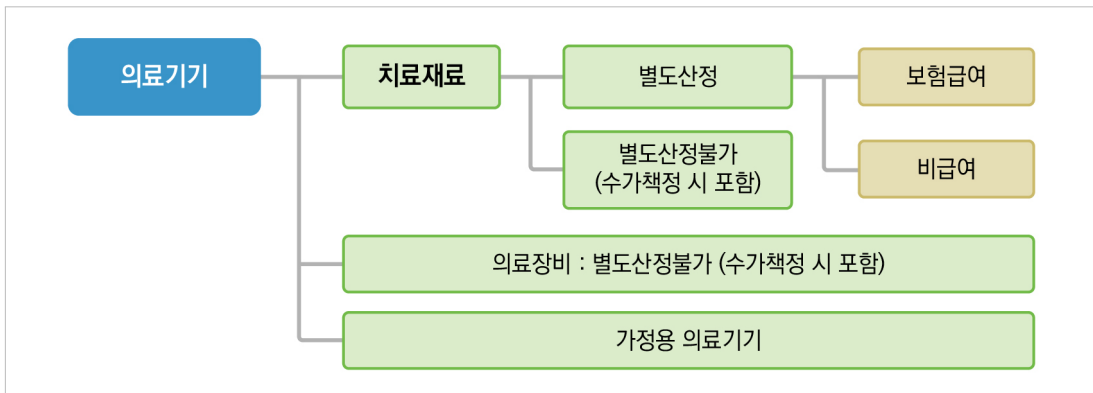 의료기기
치료재료
별도산정
보험급여
별도산정불가
(수가책정 시 포함)
비급여
의료장비 : 별도산정불가 (수가책정 시 포함)
가정용 의료기기